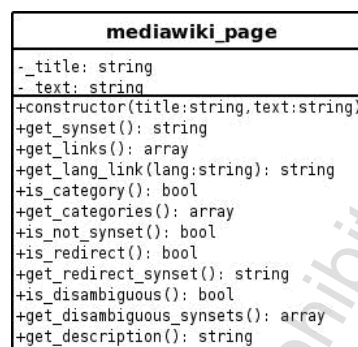 mediawiki_page
-_title: string
-_text: string
+constructor(title:string,text:string)
+get_synset(): string
+get_links(): array
+get_lang_link(lang:string): string
+is_category(): bool
+get_categories(): array
+is_not_synset(): bool
+is_redirect(): bool
+get_redirect_synset(): string
+is_disambiguous(): bool
+get_disambiguous_synsets(): array
+get_description(): string